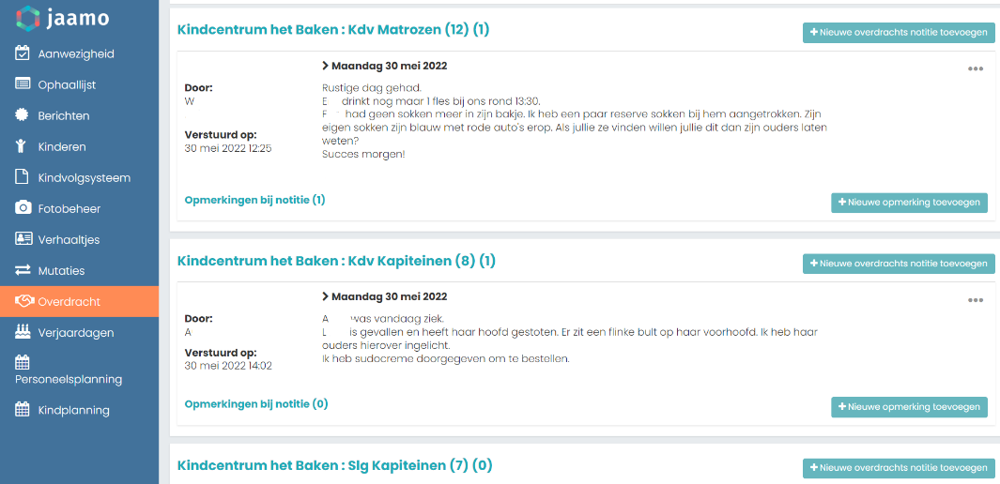 jaamo
Aanwezigheid
Ophaallijst
Berichten
Kinderen
Kindvolgsysteem
Fotobeheer
Verhaaltjes
Mutaties
Overdracht
Verjaardagen
Personeelsplanning
Kindplanning
Kindcentrum het Baken : Kdv Matrozen (12) (1)
Nieuwe overdrachts notitie toevoegen
Maandag 30 mei 2022
Door:
W
Verstuurd op:
30 mei 2022 12:25
Rustige dag gehad.
E drinkt nog maar 1 fles bij ons rond 13:30.
F had geen sokken meer in zijn bakje. Ik heb een paar reserve sokken bij hem aangetrokken. Zijn
eigen sokken zijn blauw met rode auto's erop. Als jullie ze vinden willen jullie dit dan zijn ouders laten
weten?
Succes morgen!
Opmerkingen bij notitie (1)
Nieuwe opmerking toevoegen
Kindcentrum het Baken : Kdv Kapiteinen (8) (1)
Nieuwe overdrachts notitie toevoegen
Maandag 30 mei 2022
Door:
A
Verstuurd op:
30 mei 2022 14:02
A was vandaag ziek.
L is gevallen en heeft haar hoofd gestoten. Er zit een flinke bult op haar voorhoofd. Ik heb haar
ouders hierover ingelicht.
Ik heb sudocreme doorgegeven om te bestellen.
Opmerkingen bij notitie (0)
Nieuwe opmerking toevoegen
Kindcentrum het Baken : Slg Kapiteinen (7) (0)
Nieuwe overdrachts notitie toevoegen